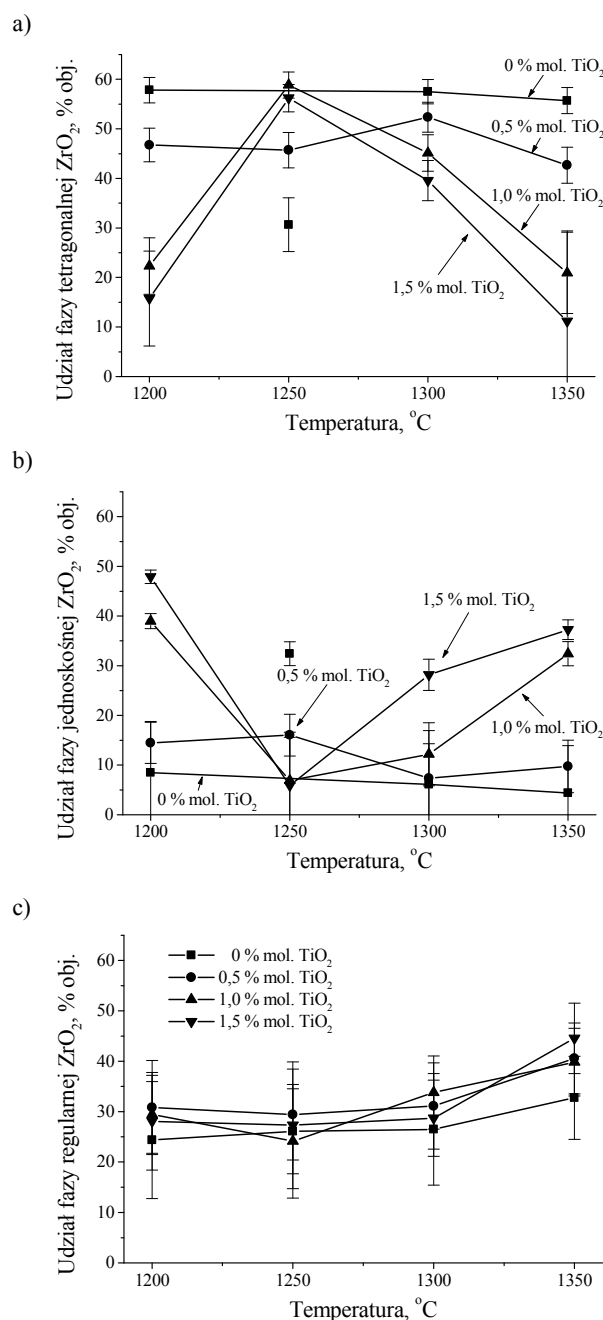 a)
Udział fazy tetragonalnej ZrO₂, % obj.
60
50
40
30
20
10
0
0 % mol. TiO₂
0,5 % mol. TiO₂
1,0 % mol. TiO₂
1,5 % mol. TiO₂
1200 1250 1300 1350
Temperatura, °C
b)
Udział fazy jednoskośnej ZrO₂, % obj.
60
50
40
30
20
10
0
1,5 % mol. TiO₂
0,5 % mol. TiO₂
1,0 % mol. TiO₂
0 % mol. TiO₂
1200 1250 1300 1350
Temperatura, °C
c)
Udział fazy regularnej ZrO₂, % obj.
60
50
40
30
20
10
0
0 % mol. TiO₂
0,5 % mol. TiO₂
1,0 % mol. TiO₂
1,5 % mol. TiO₂
1200 1250 1300 1350
Temperatura, °C